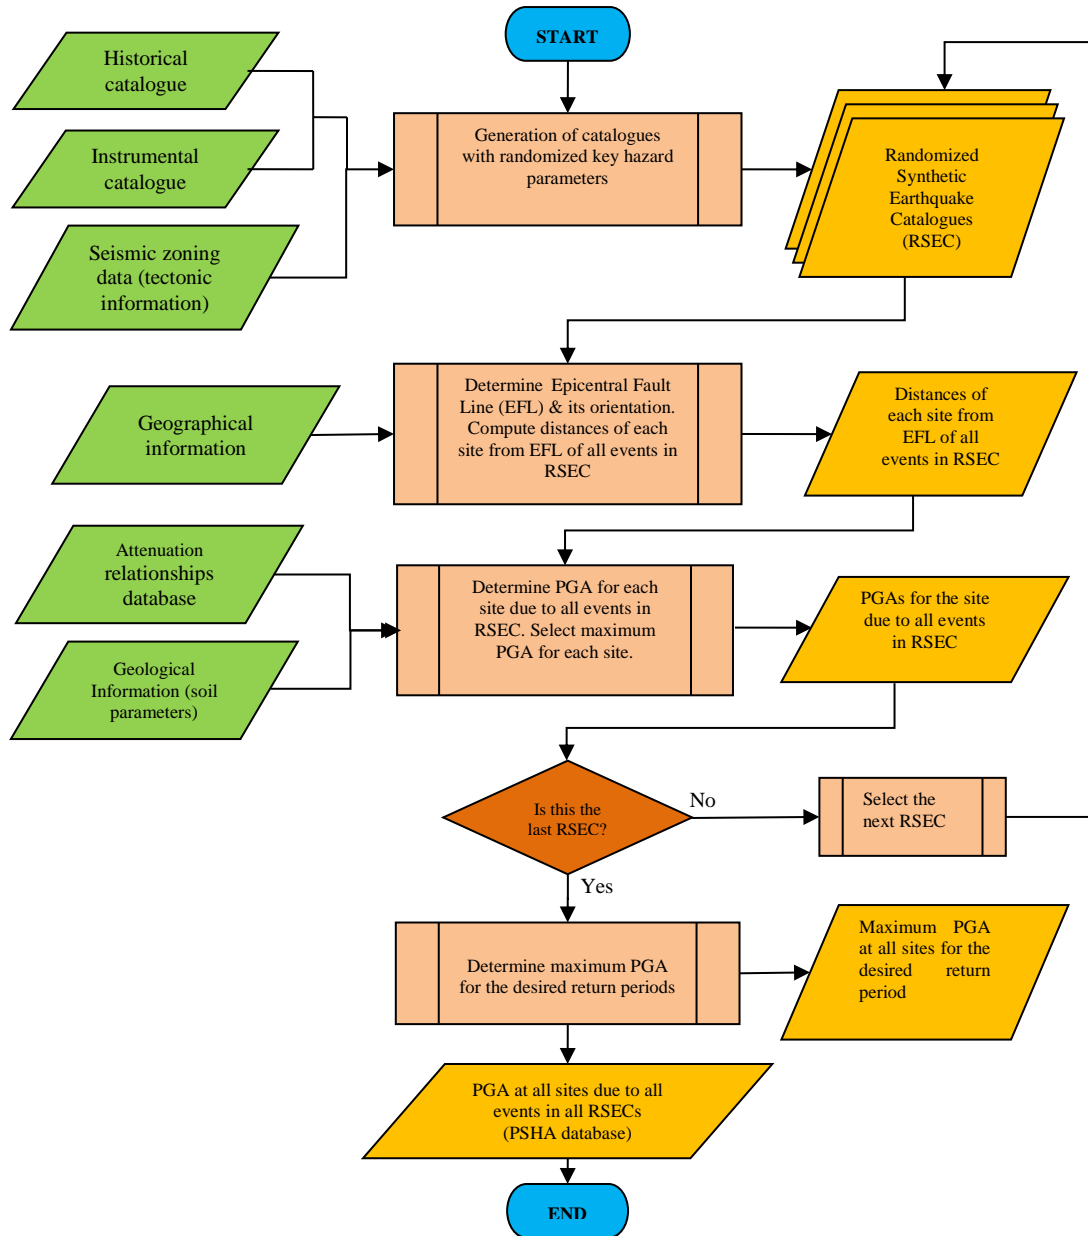 START
Historical
catalogue
Instrumental
catalogue
Seismic zoning
data (tectonic
information)
Generation of catalogues
with randomized key hazard
parameters
Randomized
Synthetic
Earthquake
Catalogues
(RSEC)
Geographical
information
Determine Epicentral Fault
Line (EFL) & its orientation.
Compute distances of each
site from EFL of all events in
RSEC
Distances of
each site from
EFL of all
events in RSEC
Attenuation
relationships
database
Geological
Information (soil
parameters)
Determine PGA for each
site due to all events in
RSEC. Select maximum
PGA for each site.
PGAs for the site
due to all events
in RSEC
Is this the
last RSEC?
No
Select the
next RSEC
Yes
Determine maximum PGA
for the desired return periods
Maximum PGA
at all sites for the
desired return
period
PGA at all sites due to all
events in all RSECs
(PSHA database)
END